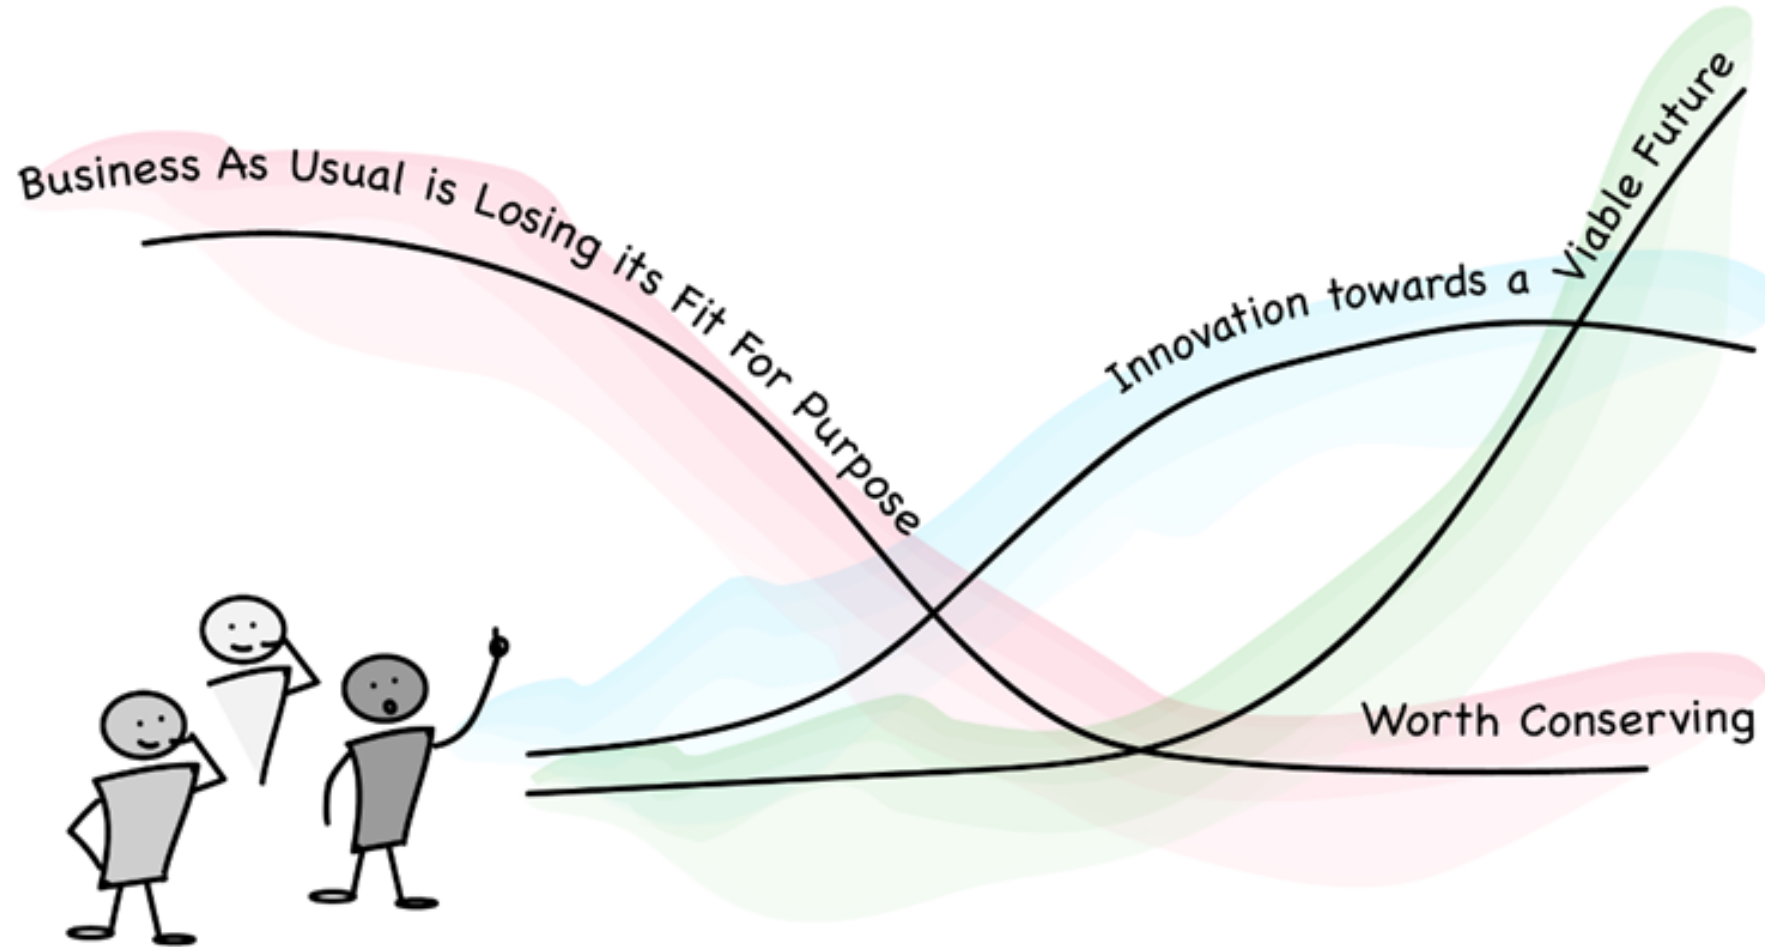 Business As Usual is Losing its Fit For Purpose
Innovation towards a Viable Future
Worth Conserving